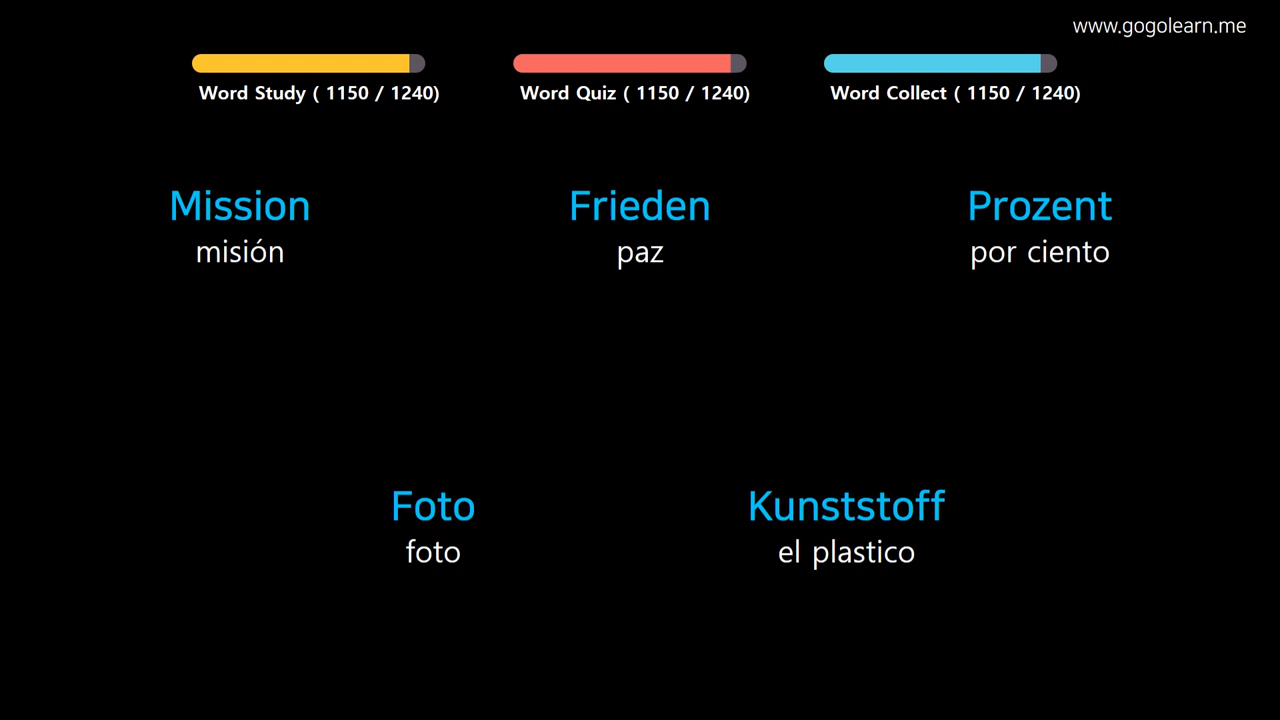 www.gogolearn.me
Word Study ( 1150 / 1240)
Word Quiz ( 1150 / 1240)
Word Collect ( 1150 / 1240)
Mission
misión
Frieden
paz
Prozent
por ciento
Foto
foto
Kunststoff
el plastico